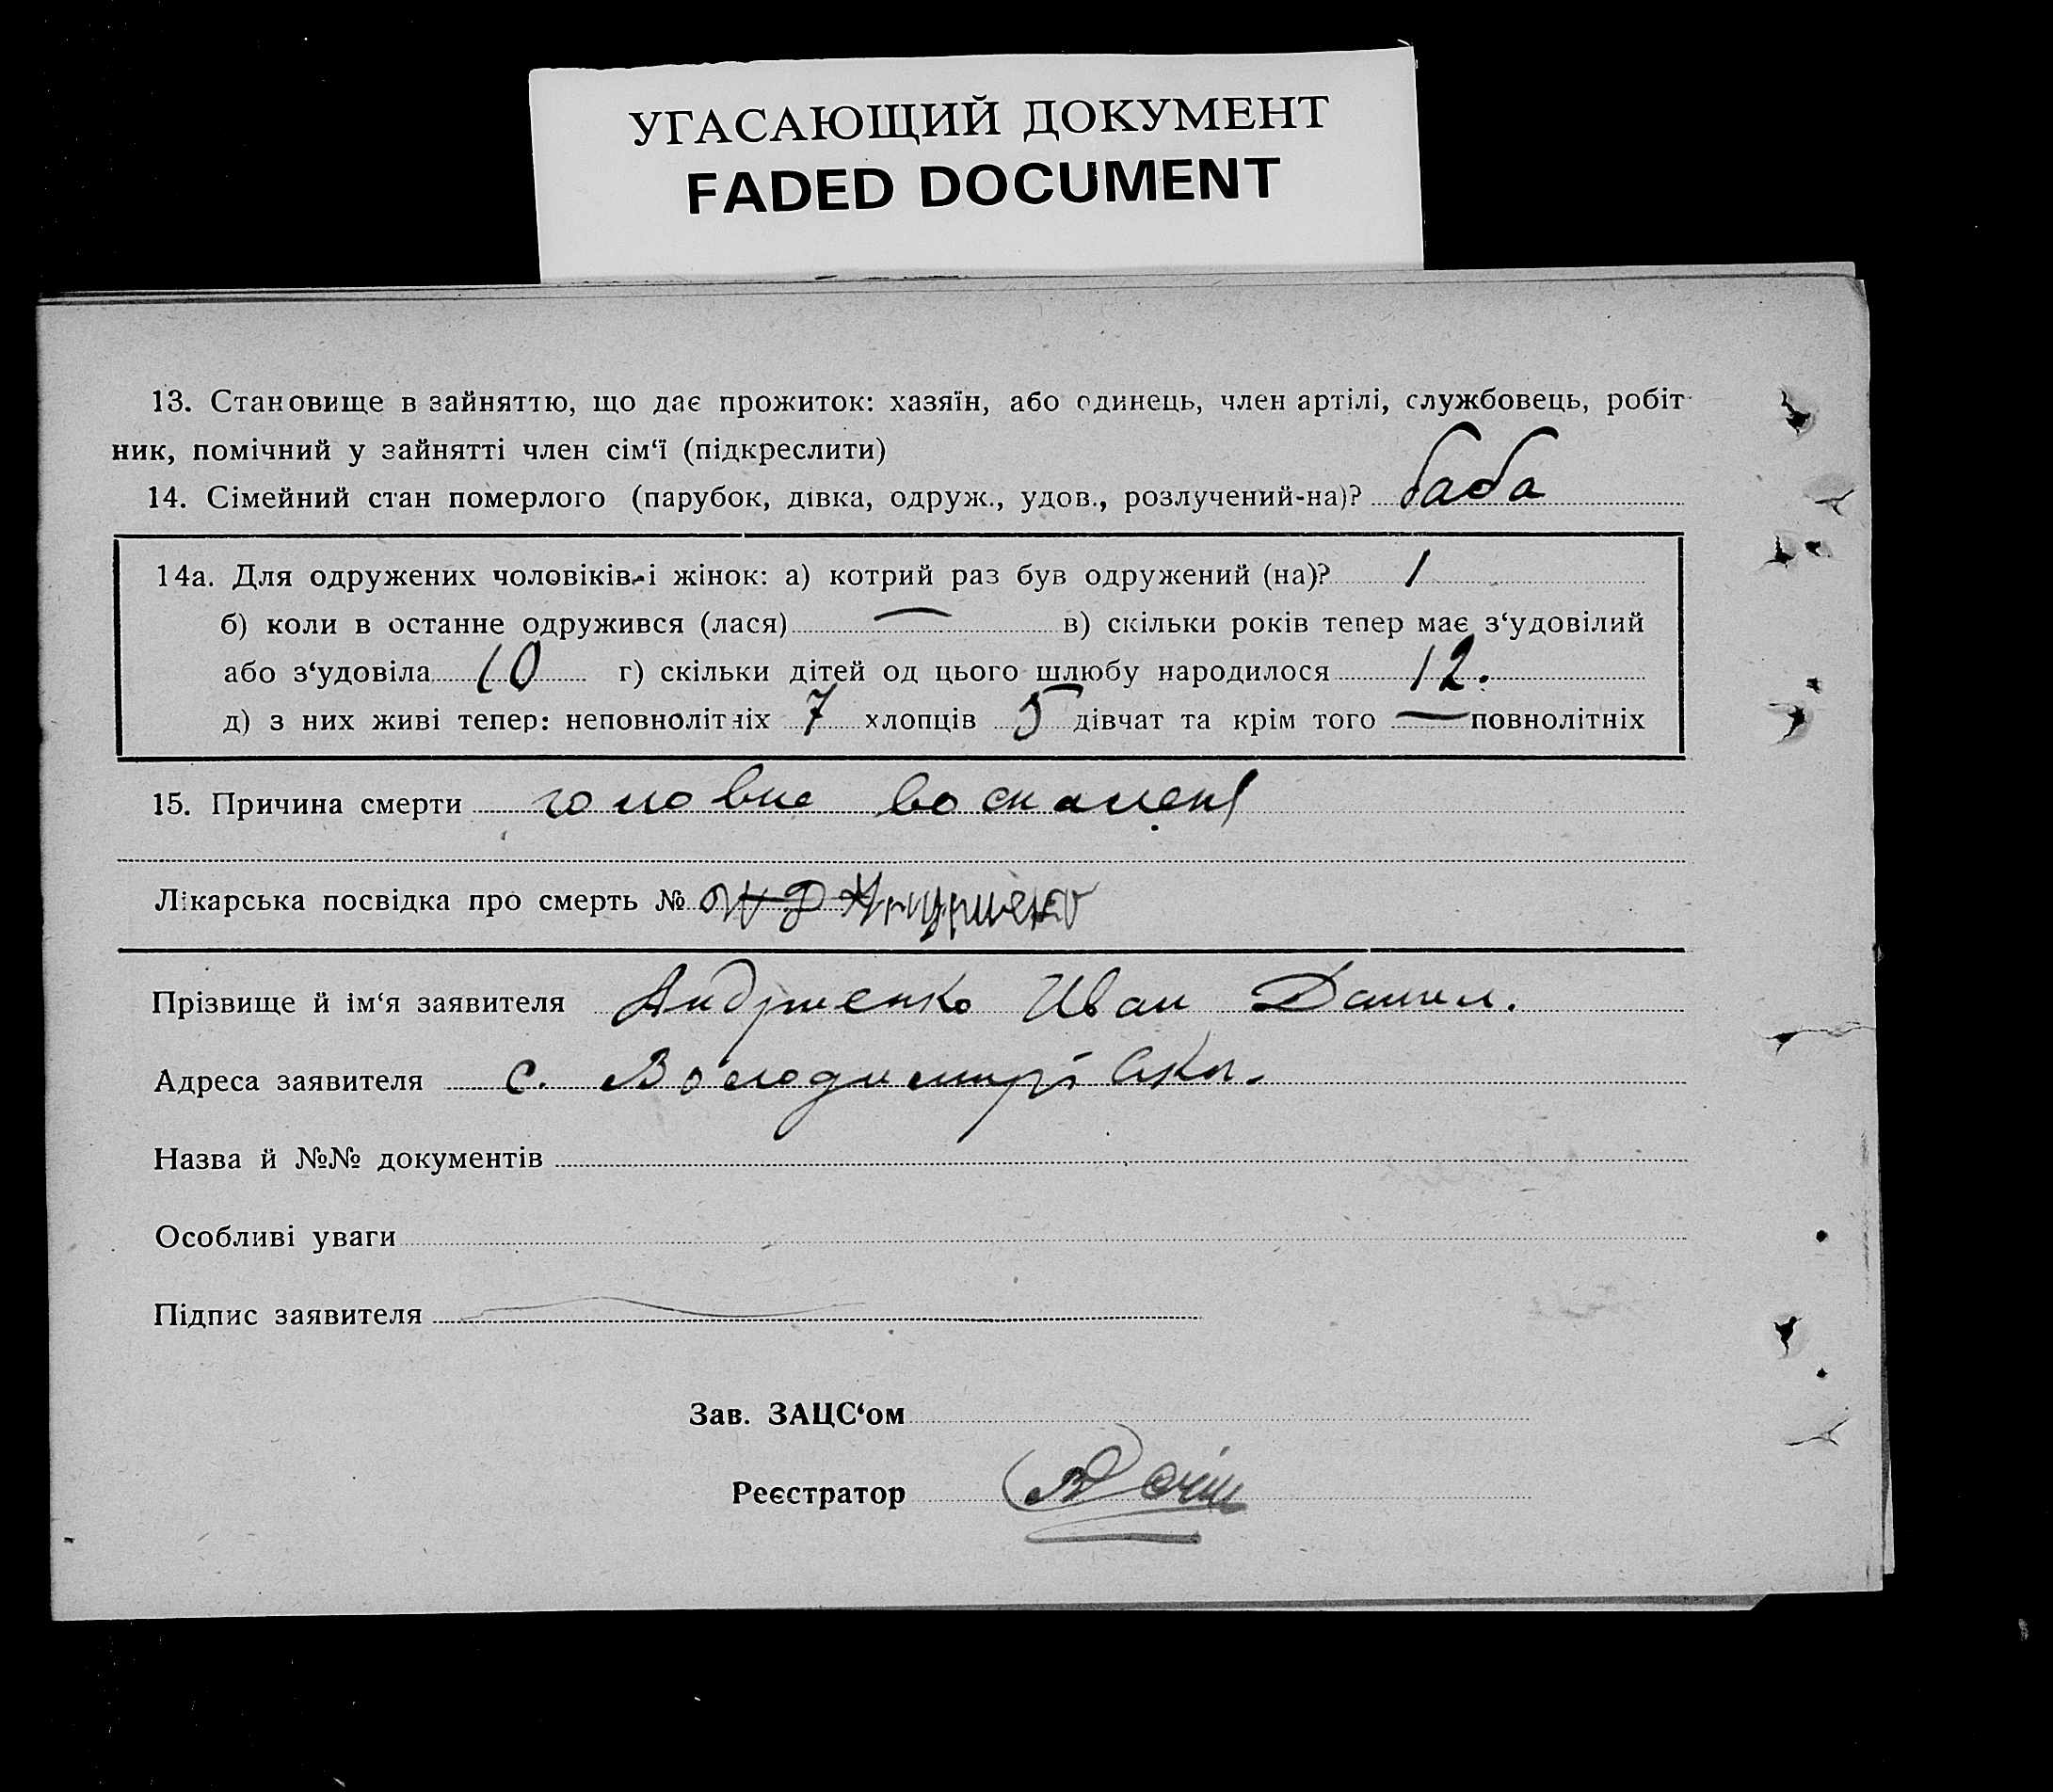 УГАСАЮЩИЙ ДОКУМЕНТ
FADED DOCUMENT
13. Становище в зайняттю, що дає прожиток: хазяїн, або одинець, член артілі, службовець, робіт-
ник, помічний у зайнятті член сім‘ї (підкреслити)
14. Сімейний стан померлого (парубок, дівка, одруж., удов., розлучений-на)? баба
14а. Для одружених чоловіків і жінок: а) котрий раз був одружений (на)? 1
б) коли в останне одружився (лася) — в) скільки років тепер має з‘удовілий
або з‘удовіла 60 г) скільки дітей од цього шлюбу народилося 12.
д) з них живі тепер: неповнолітніх 7 хлопців 5 дівчат та крім того — повнолітніх
15. Причина смерти головне воспалені
Лікарська посвідка про смерть №
Прізвище й ім‘я заявителя Андриенко Иван Данил.
Адреса заявителя с. Володимирівка.
Назва й №№ документів
Особливі уваги
Підпис заявителя
Зав. ЗАЦС‘ом
Реєстратор